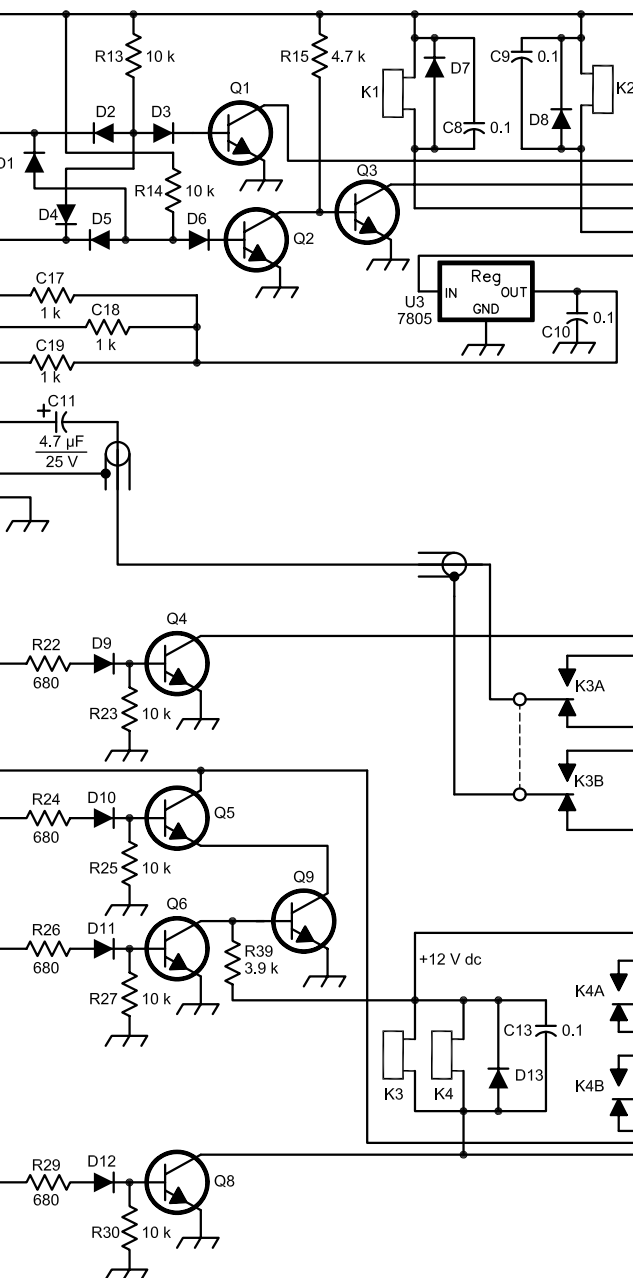 R13 10 k
R15 4.7 k
C9 0.1
D7
K1
K2
Q1
D2 D3
C8 0.1
D8
D1
R14 10 k
Q3
D4
D5
D6
Q2
C17
1 k
C18
1 k
C19
1 k
Reg
IN OUT
GND
U3
7805
C10 0.1
+ C11
4.7 µF
25 V
Q4
R22
680
D9
R23 10 k
K3A
K3B
R24
680
D10
Q5
R25 10 k
Q9
Q6
R26
680
D11
R39
3.9 k
R27 10 k
+12 V dc
K4A
C13 0.1
K3
K4
D13
K4B
R29
680
D12
Q8
R30 10 k